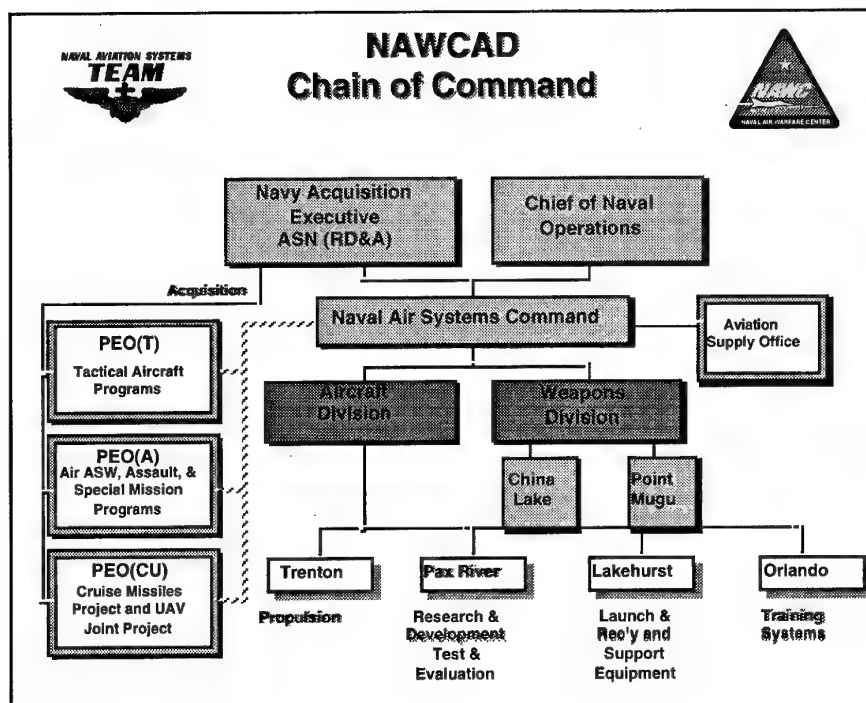 NAVAL AVIATION SYSTEMS
TEAM
NAWCAD
Chain of Command
NAWC
NAVAL AIR WARFARE CENTER
Navy Acquisition
Executive
ASN (RD&A)
Chief of Naval
Operations
Acquisition
Naval Air Systems Command
Aviation
Supply Office
PEO(T)
Tactical Aircraft
Programs
Aircraft
Division
Weapons
Division
PEO(A)
Air ASW, Assault, &
Special Mission
Programs
China
Lake
Point
Mugu
PEO(CU)
Cruise Missiles
Project and UAV
Joint Project
Trenton
Pax River
Lakehurst
Orlando
Propulsion
Research &
Development
Test &
Evaluation
Launch &
Rec'y and
Support
Equipment
Training
Systems